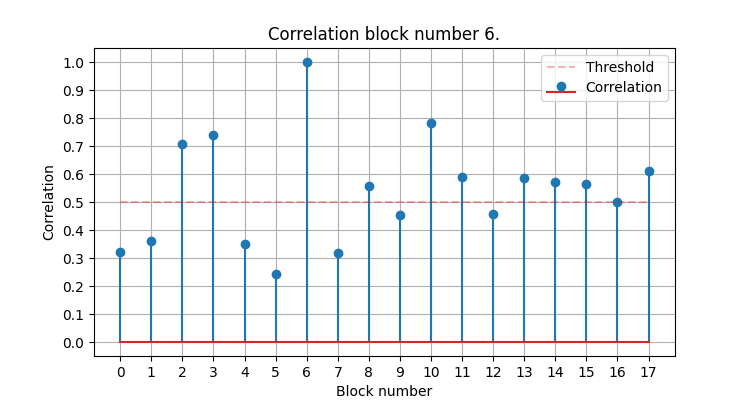 Correlation block number 6.
Threshold
Correlation
Correlation
1.0
0.9
0.8
0.7
0.6
0.5
0.4
0.3
0.2
0.1
0.0
0 1 2 3 4 5 6 7 8 9 10 11 12 13 14 15 16 17
Block number